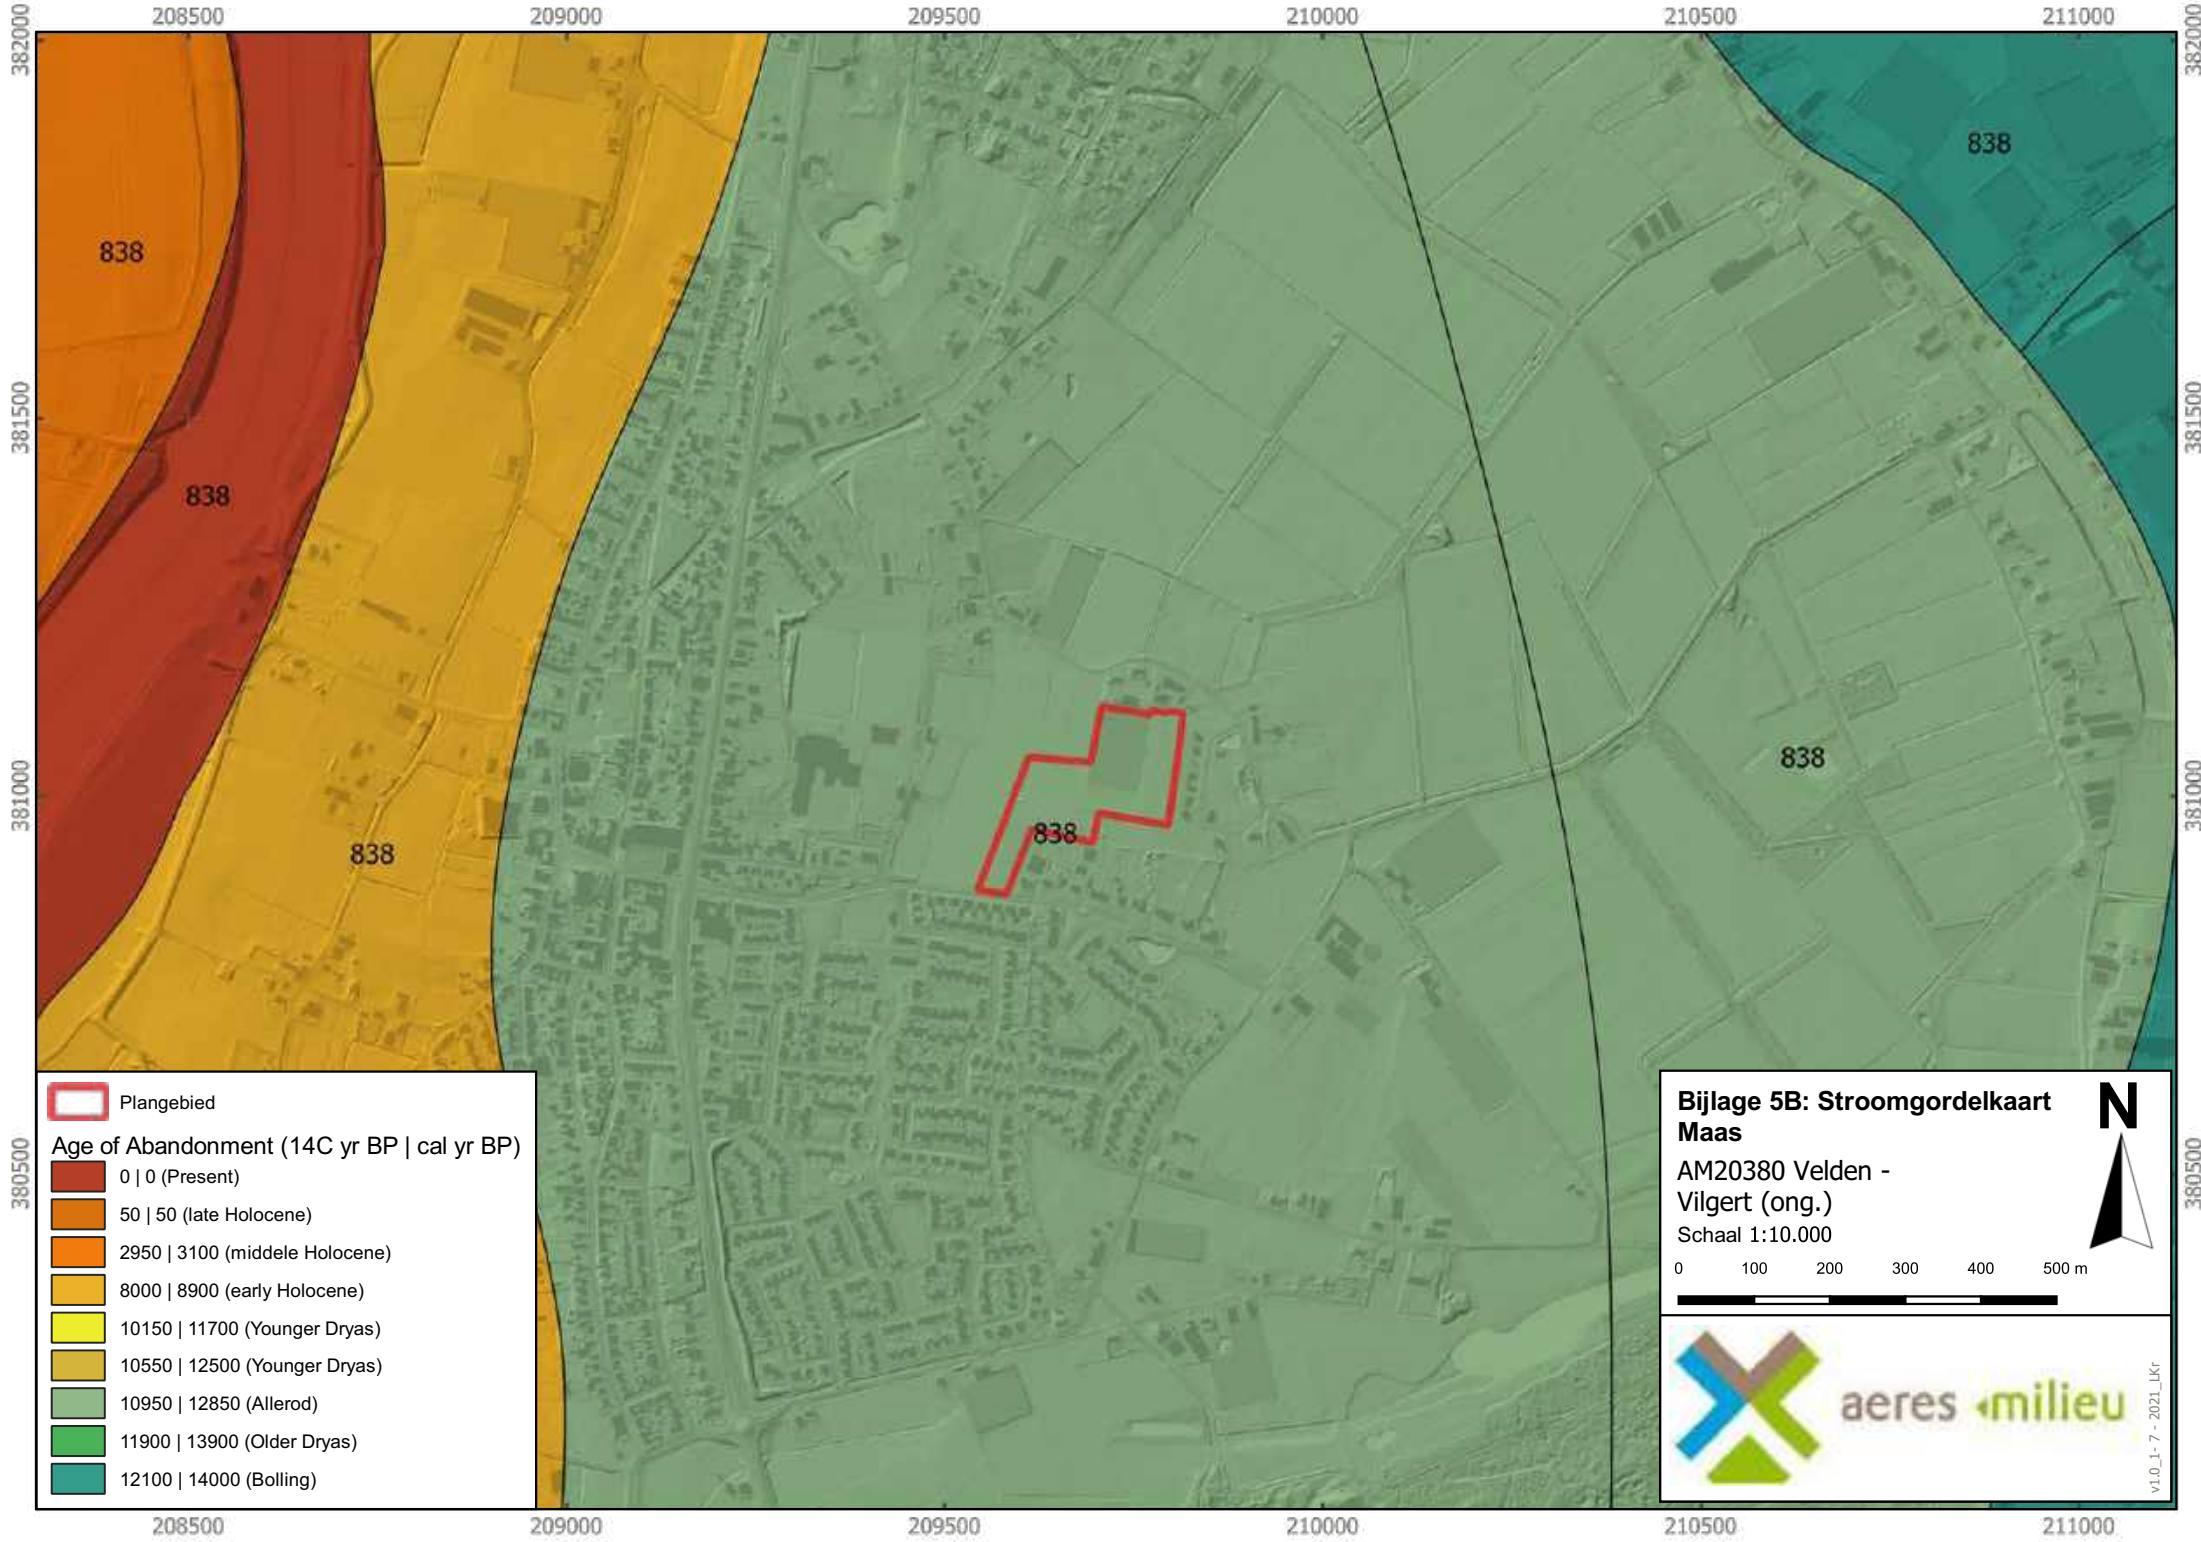 208500 209000 209500 210000 210500 211000
382000 382000
838
838
381500 381500
838
838
381000 381000
838
838
380500 380500
Plangebied
Age of Abandonment (14C yr BP | cal yr BP)
0 | 0 (Present)
50 | 50 (late Holocene)
2950 | 3100 (middele Holocene)
8000 | 8900 (early Holocene)
10150 | 11700 (Younger Dryas)
10550 | 12500 (Younger Dryas)
10950 | 12850 (Allerod)
11900 | 13900 (Older Dryas)
12100 | 14000 (Bolling)
Bijlage 5B: Stroomgordelkaart
Maas
N
AM20380 Velden -
Vilgert (ong.)
Schaal 1:10.000
0 100 200 300 400 500 m
aeres milieu
v1.0_1- 7 - 2021_LKr
208500 209000 209500 210000 210500 211000